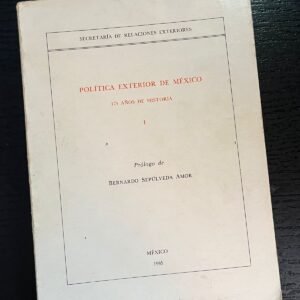 SECRETARÍA DE RELACIONES EXTERIORES
POLÍTICA EXTERIOR DE MÉXICO
175 AÑOS DE HISTORIA
I
Prólogo de
BERNARDO SEPÚLVEDA AMOR
MÉXICO
1985